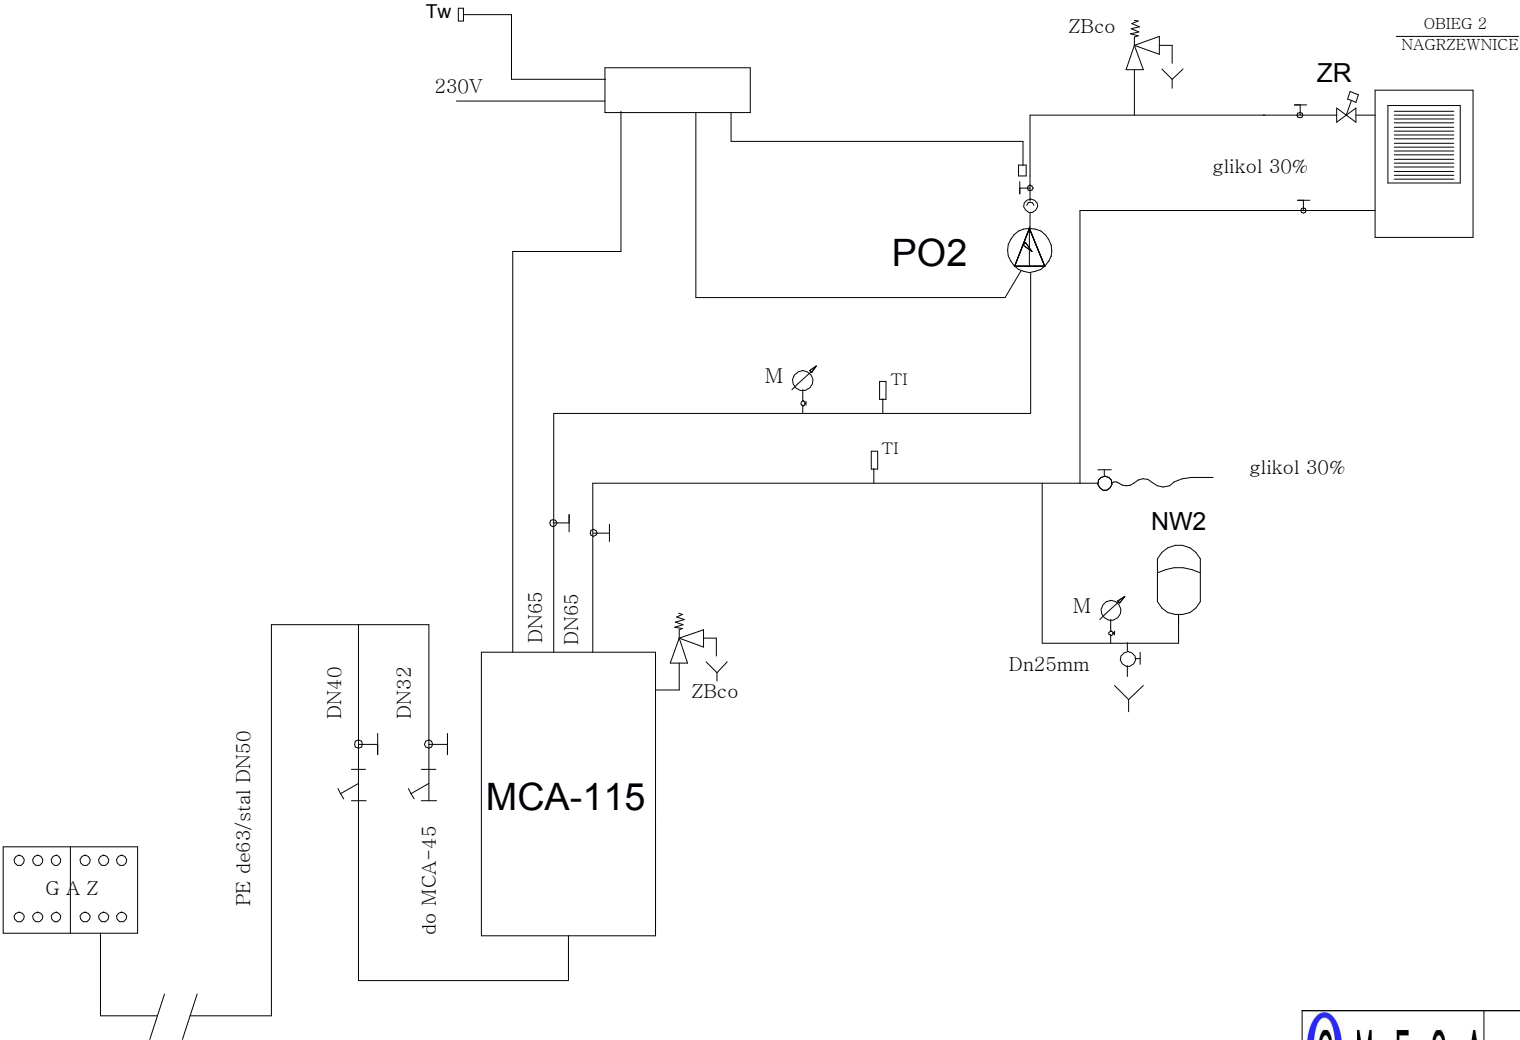 Tw
230V
ZBco
OBIEG 2
NAGRZEWNICE
ZR
glikol 30%
PO2
M
TI
TI
glikol 30%
NW2
M
Dn25mm
DN65
DN65
ZBco
DN40
DN32
PE de63/stal DN50
MCA-115
do MCA-45
G A Z